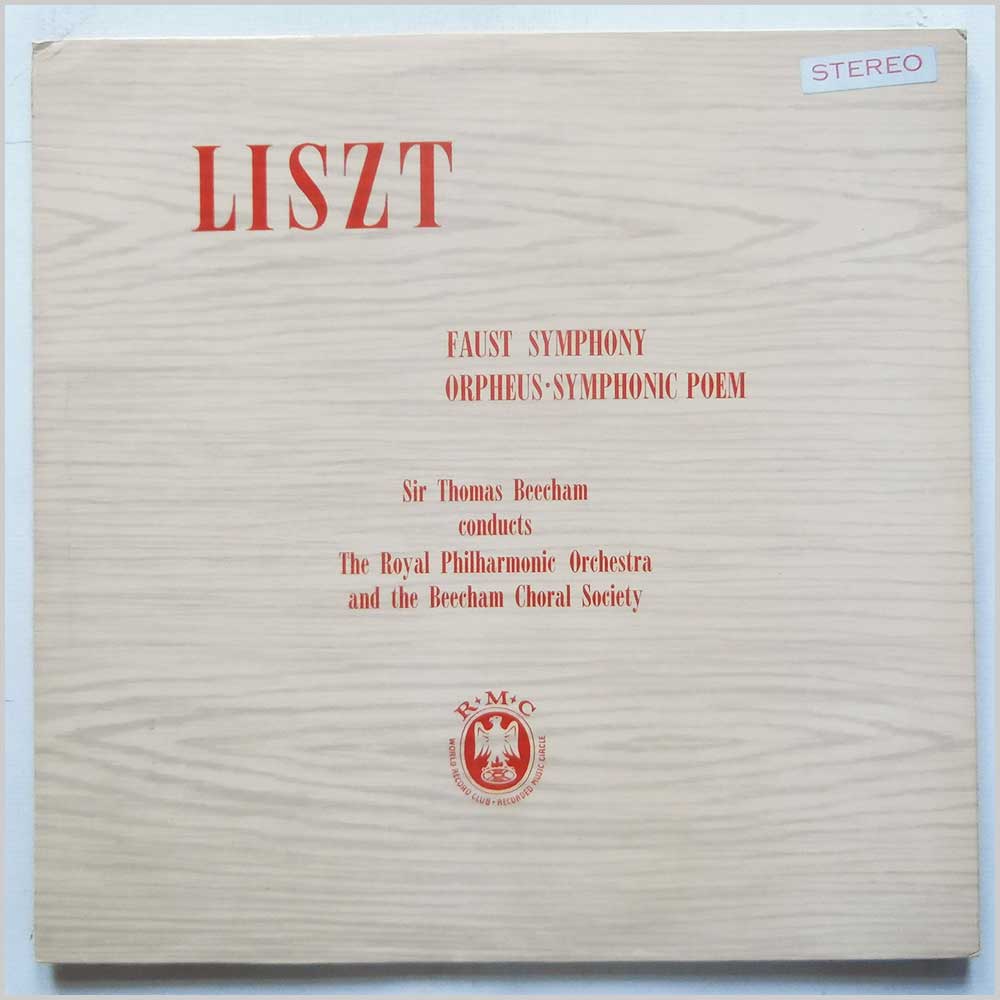 STEREO
LISZT
FAUST SYMPHONY
ORPHEUS·SYMPHONIC POEM
Sir Thomas Beecham
conducts
The Royal Philharmonic Orchestra
and the Beecham Choral Society
R+M+C
WORLD RECORD CLUB • RECORDED MUSIC CIRCLE